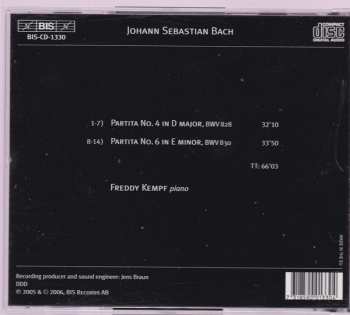 BIS
BIS-CD-1330
JOHANN SEBASTIAN BACH
COMPACT
disc
DIGITAL AUDIO
1-7) PARTITA NO. 4 IN D MAJOR, BWV 828 32'10
8-14) PARTITA NO. 6 IN E MINOR, BWV 830 33'50
TT: 66'03
FREDDY KEMPF piano
Recording producer and sound engineer: Jens Braun
DDD
℗ 2005 & © 2006, BIS Records AB